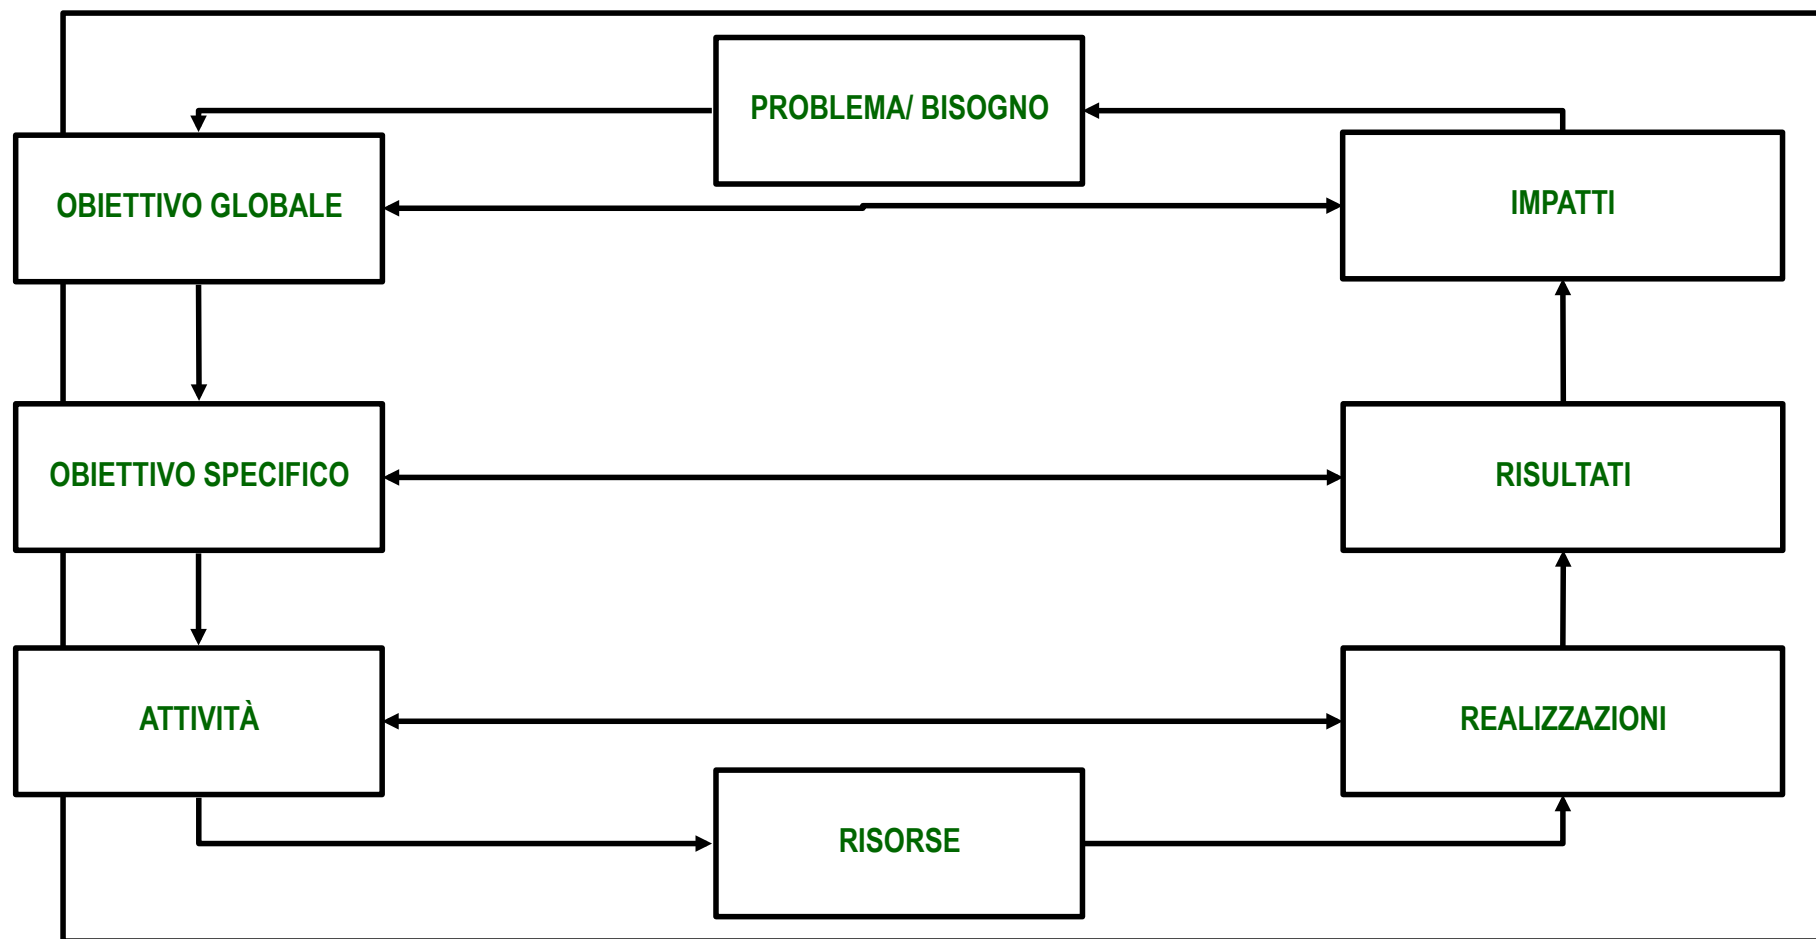 PROBLEMA/ BISOGNO
OBIETTIVO GLOBALE
IMPATTI
OBIETTIVO SPECIFICO
RISULTATI
ATTIVITÀ
REALIZZAZIONI
RISORSE